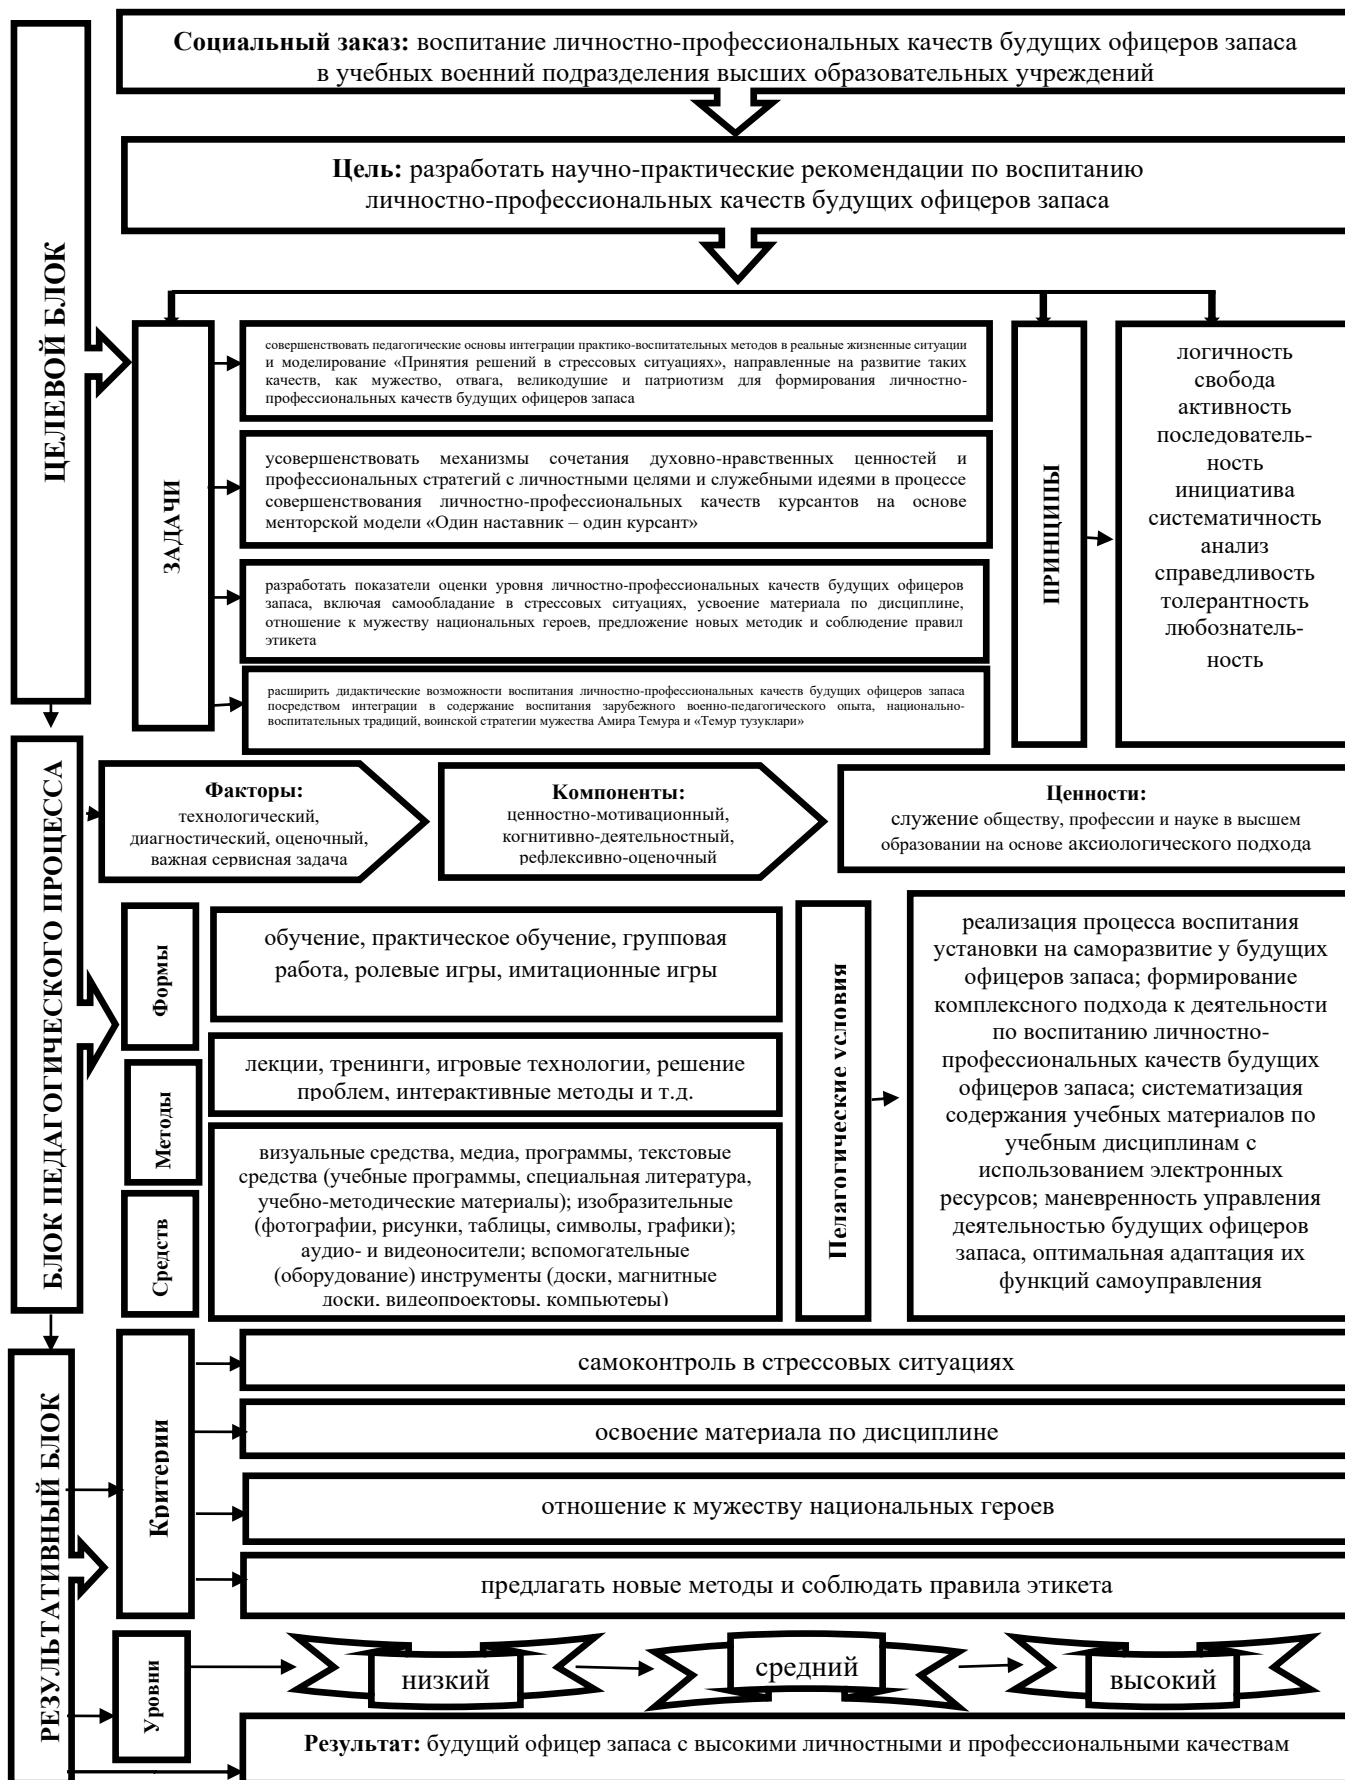 Социальный заказ: воспитание личностно-профессиональных качеств будущих офицеров запаса
в учебных военний подразделения высших образовательных учреждений
Цель: разработать научно-практические рекомендации по воспитанию
личностно-профессиональных качеств будущих офицеров запаса
ЦЕЛЕВОЙ БЛОК
ЗАДАЧИ
совершенствовать педагогические основы интеграции практико-воспитательных методов в реальные жизненные ситуации
и моделирование «Принятия решений в стрессовых ситуациях», направленные на развитие таких
качеств, как мужество, отвага, великодушие и патриотизм для формирования личностно-
профессиональных качеств будущих офицеров запаса
усовершенствовать механизмы сочетания духовно-нравственных ценностей и
профессиональных стратегий с личностными целями и служебными идеями в процессе
совершенствования личностно-профессиональных качеств курсантов на основе
менторской модели «Один наставник – один курсант»
разработать показатели оценки уровня личностно-профессиональных качеств будущих офицеров
запаса, включая самообладание в стрессовых ситуациях, усвоение материала по дисциплине,
отношение к мужеству национальных героев, предложение новых методик и соблюдение правил
этикета
расширить дидактические возможности воспитания личностно-профессиональных качеств будущих офицеров запаса
посредством интеграции в содержание воспитания зарубежного военно-педагогического опыта, национально-
воспитательных традиций, воинской стратегии мужества Амира Темура и «Темур тузуклари»
ПРИНЦИПЫ
логичность
свобода
активность
последователь-
ность
инициатива
систематичность
анализ
справедливость
толерантность
любознатель-
ность
БЛОК ПЕДАГОГИЧЕСКОГО ПРОЦЕССА
Факторы:
технологический,
диагностический, оценочный,
важная сервисная задача
Компоненты:
ценностно-мотивационный,
когнитивно-деятельностный,
рефлексивно-оценочный
Ценности:
служение обществу, профессии и науке в высшем
образовании на основе аксиологического подхода
Формы
обучение, практическое обучение, групповая
работа, ролевые игры, имитационные игры
Методы
лекции, тренинги, игровые технологии, решение
проблем, интерактивные методы и т.д.
Средств
визуальные средства, медиа, программы, текстовые
средства (учебные программы, специальная литература,
учебно-методические материалы); изобразительные
(фотографии, рисунки, таблицы, символы, графики);
аудио- и видеоносители; вспомогательные
(оборудование) инструменты (доски, магнитные
доски, видеопроекторы, компьютеры)
Педагогические условия
реализация процесса воспитания
установки на саморазвитие у будущих
офицеров запаса; формирование
комплексного подхода к деятельности
по воспитанию личностно-
профессиональных качеств будущих
офицеров запаса; систематизация
содержания учебных материалов по
учебным дисциплинам с
использованием электронных
ресурсов; маневренность управления
деятельностью будущих офицеров
запаса, оптимальная адаптация их
функций самоуправления
РЕЗУЛЬТАТИВНЫЙ БЛОК
Критерии
самоконтроль в стрессовых ситуациях
освоение материала по дисциплине
отношение к мужеству национальных героев
предлагать новые методы и соблюдать правила этикета
Уровни
низкий
средний
высокий
Результат: будущий офицер запаса с высокими личностными и профессиональными качествам